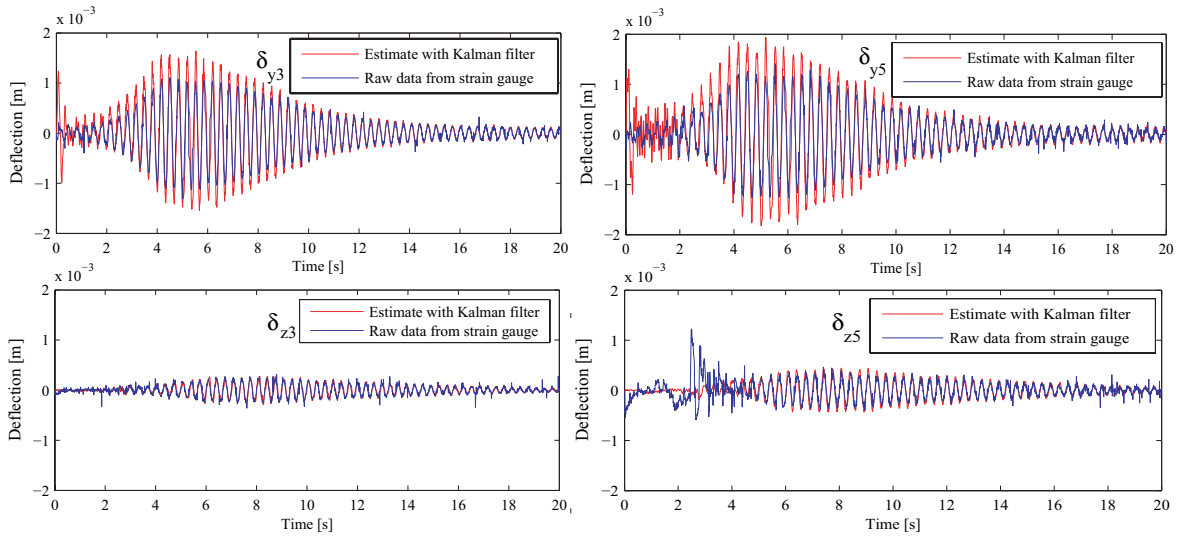 x 10⁻³
2
1
0
−1
−2
Deflection [m]
δy3
Estimate with Kalman filter
Raw data from strain gauge
0 2 4 6 8 10 12 14 16 18 20
Time [s]
x 10⁻³
2
1
0
−1
−2
Deflection [m]
δy5
Estimate with Kalman filter
Raw data from strain gauge
0 2 4 6 8 10 12 14 16 18 20
Time [s]
x 10⁻³
2
1
0
−1
−2
Deflection [m]
δz3
Estimate with Kalman filter
Raw data from strain gauge
0 2 4 6 8 10 12 14 16 18 20
Time [s]
x 10⁻³
2
1
0
−1
−2
Deflection [m]
δz5
Estimate with Kalman filter
Raw data from strain gauge
0 2 4 6 8 10 12 14 16 18 20
Time [s]